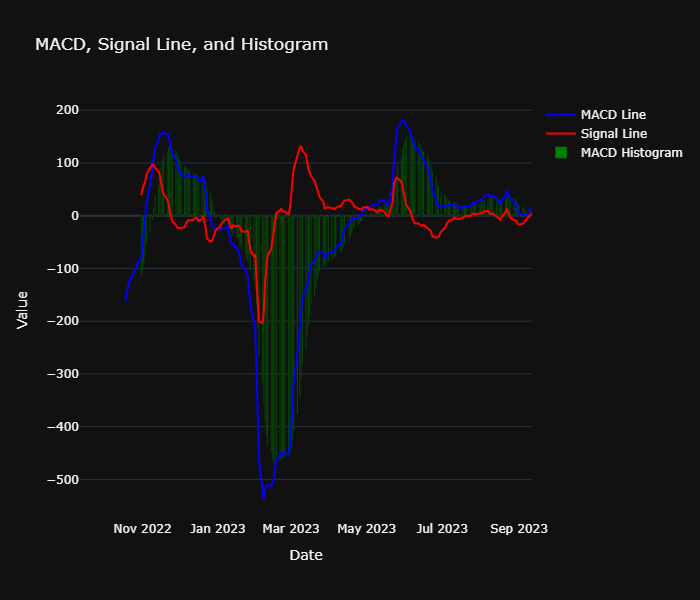 MACD, Signal Line, and Histogram
MACD Line
Signal Line
MACD Histogram
200
100
0
−100
−200
−300
−400
−500
Value
Nov 2022
Jan 2023
Mar 2023
May 2023
Jul 2023
Sep 2023
Date